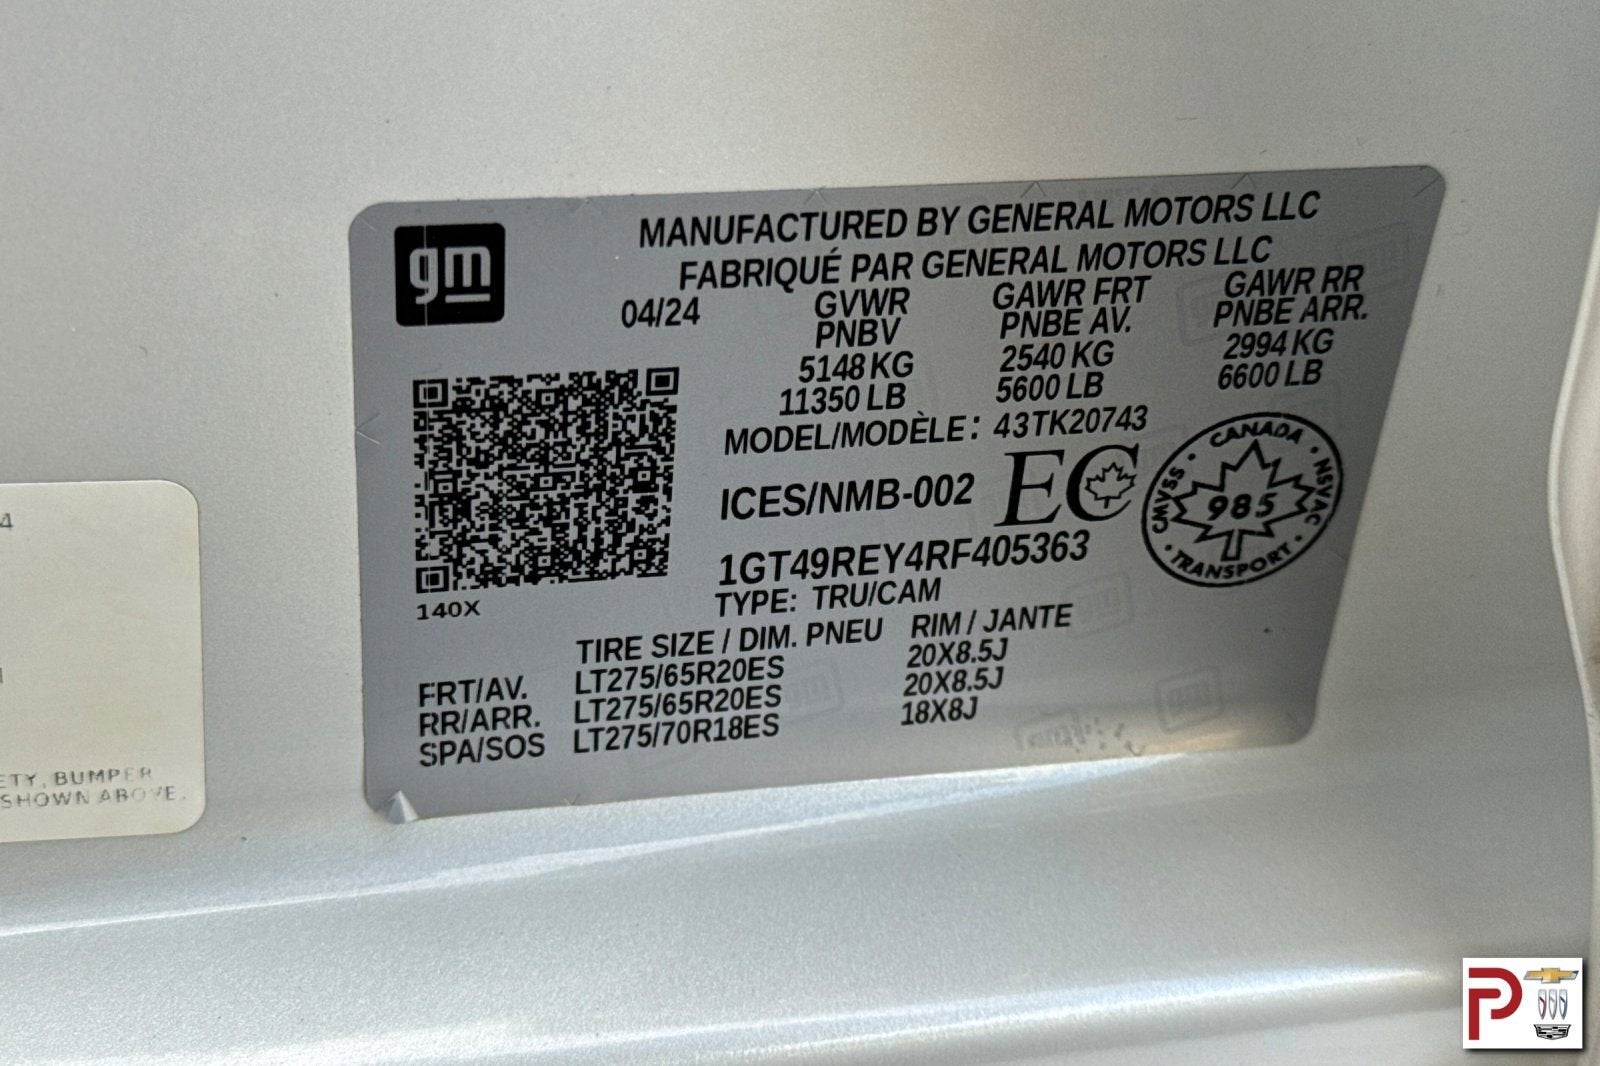 gm
MANUFACTURED BY GENERAL MOTORS LLC
FABRIQUÉ PAR GENERAL MOTORS LLC
04/24
GVWR
PNBV
5148 KG
11350 LB
GAWR FRT
PNBE AV.
2540 KG
5600 LB
GAWR RR
PNBE ARR.
2994 KG
6600 LB
MODEL/MODÈLE: 43TK20743
ICES/NMB-002
EC
CANADA
CMVSS
NSVAC
985
TRANSPORT
1GT49REY4RF405363
TYPE: TRU/CAM
140X
TIRE SIZE / DIM. PNEU RIM / JANTE
FRT/AV. LT275/65R20ES 20X8.5J
RR/ARR. LT275/65R20ES 20X8.5J
SPA/SOS LT275/70R18ES 18X8J
4
ETY, BUMPER
SHOWN ABOVE.
P